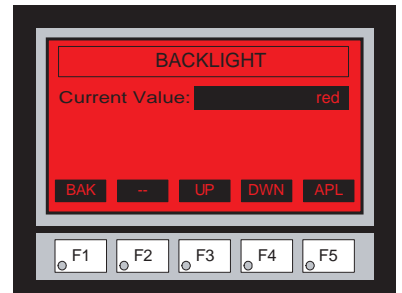 BACKLIGHT
Current Value: red
BAK -- UP DWN APL
F1 F2 F3 F4 F5